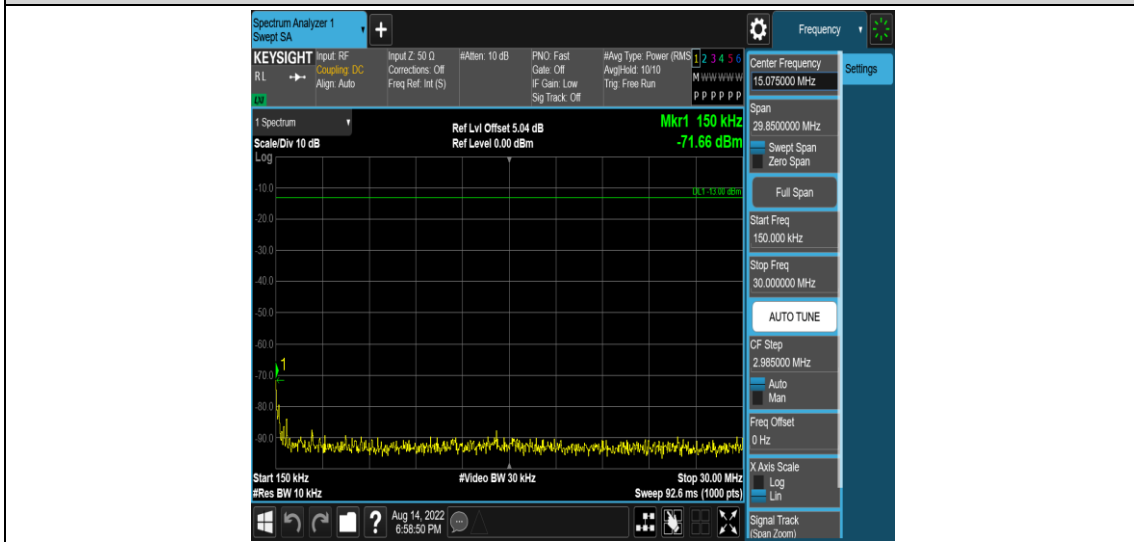 Spectrum Analyzer 1
Swept SA
+
Frequency
KEYSIGHT
RL
LXI
Input: RF
Coupling: DC
Align: Auto
Input Z: 50 Ω
Corrections: Off
Freq Ref: Int (S)
#Atten: 10 dB
PNO: Fast
Gate: Off
IF Gain: Low
Sig Track: Off
#Avg Type: Power (RMS
Avg|Hold: 10/10
Trig: Free Run
1 2 3 4 5 6
M W W W W W
P P P P P P
1 Spectrum
Scale/Div 10 dB
Ref Lvl Offset 5.04 dB
Ref Level 0.00 dBm
Mkr1 150 kHz
-71.66 dBm
Log
DL1 -13.00 dBm
-10.0
-20.0
-30.0
-40.0
-50.0
-60.0
-70.0
-80.0
-90.0
1
Start 150 kHz
#Res BW 10 kHz
#Video BW 30 kHz
Stop 30.00 MHz
Sweep 92.6 ms (1000 pts)
?
Aug 14, 2022
6:58:50 PM
Center Frequency
15.075000 MHz
Span
29.8500000 MHz
Swept Span
Zero Span
Full Span
Start Freq
150.000 kHz
Stop Freq
30.000000 MHz
AUTO TUNE
CF Step
2.985000 MHz
Auto
Man
Freq Offset
0 Hz
X Axis Scale
Log
Lin
Signal Track
(Span Zoom)
Settings